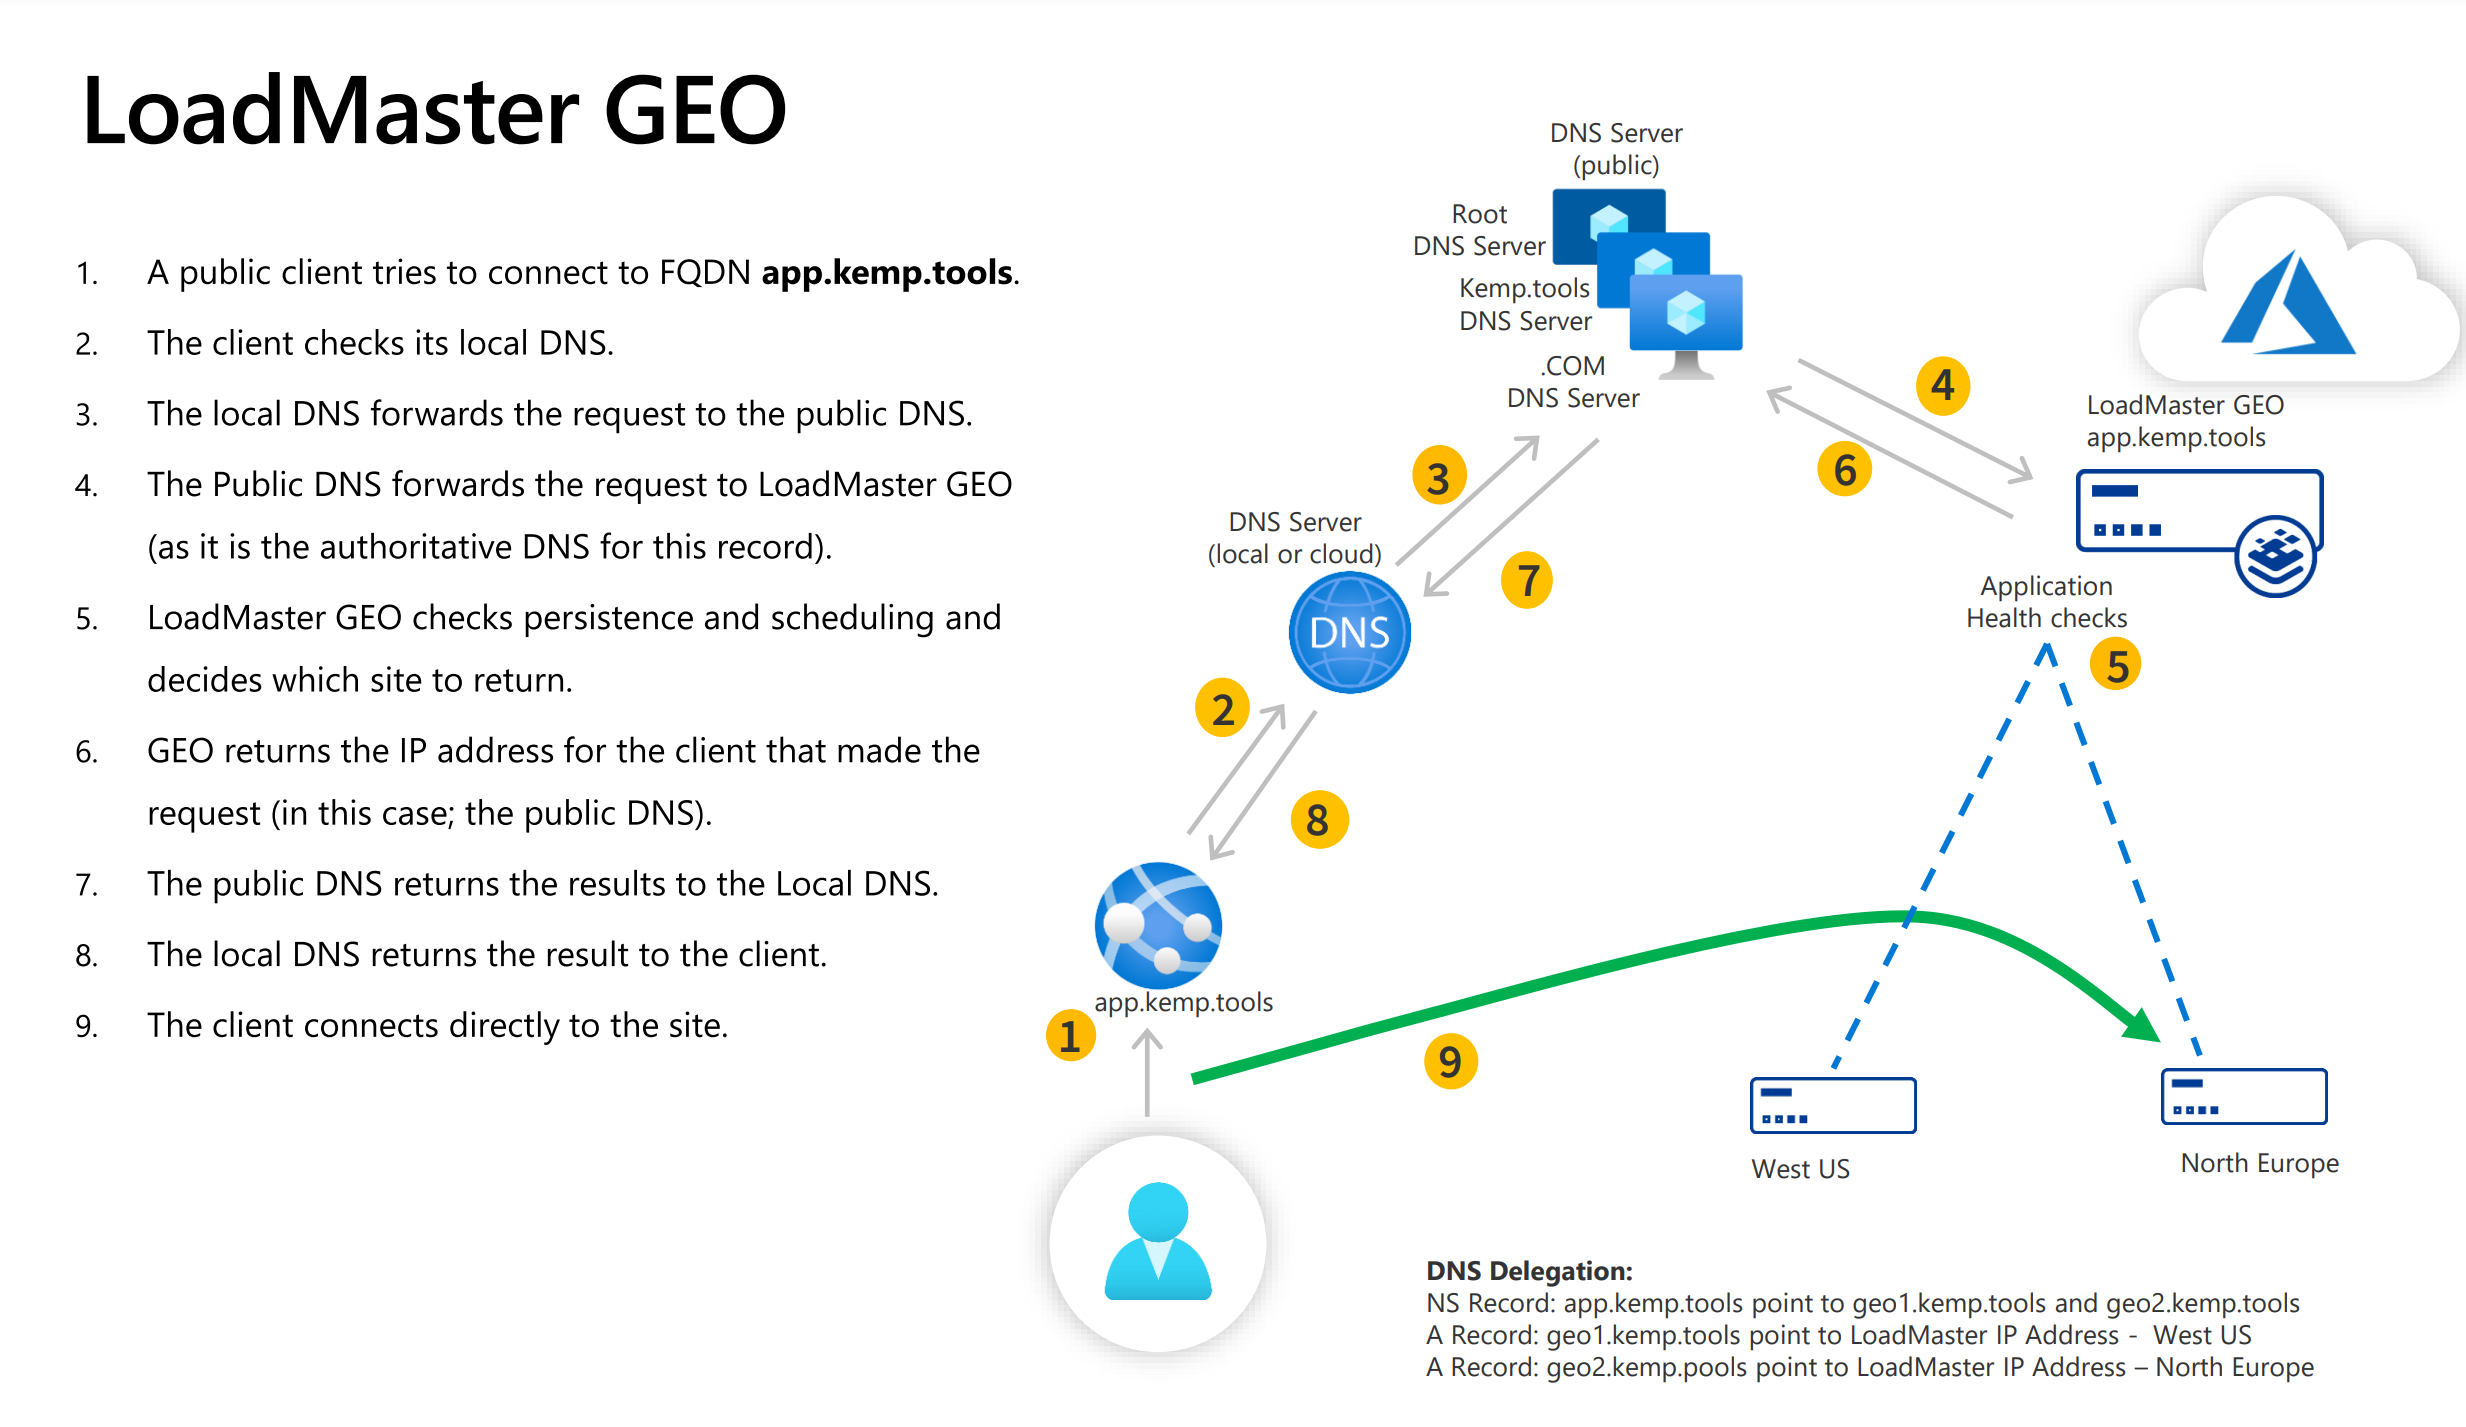 LoadMaster GEO
1. A public client tries to connect to FQDN app.kemp.tools.
2. The client checks its local DNS.
3. The local DNS forwards the request to the public DNS.
4. The Public DNS forwards the request to LoadMaster GEO
(as it is the authoritative DNS for this record).
5. LoadMaster GEO checks persistence and scheduling and
decides which site to return.
6. GEO returns the IP address for the client that made the
request (in this case; the public DNS).
7. The public DNS returns the results to the Local DNS.
8. The local DNS returns the result to the client.
9. The client connects directly to the site.
DNS Server
(public)
Root
DNS Server
Kemp.tools
DNS Server
.COM
DNS Server
4
6
LoadMaster GEO
app.kemp.tools
3
7
DNS Server
(local or cloud)
DNS
Application
Health checks
5
2
8
app.kemp.tools
1
9
West US
North Europe
DNS Delegation:
NS Record: app.kemp.tools point to geo1.kemp.tools and geo2.kemp.tools
A Record: geo1.kemp.tools point to LoadMaster IP Address - West US
A Record: geo2.kemp.pools point to LoadMaster IP Address – North Europe